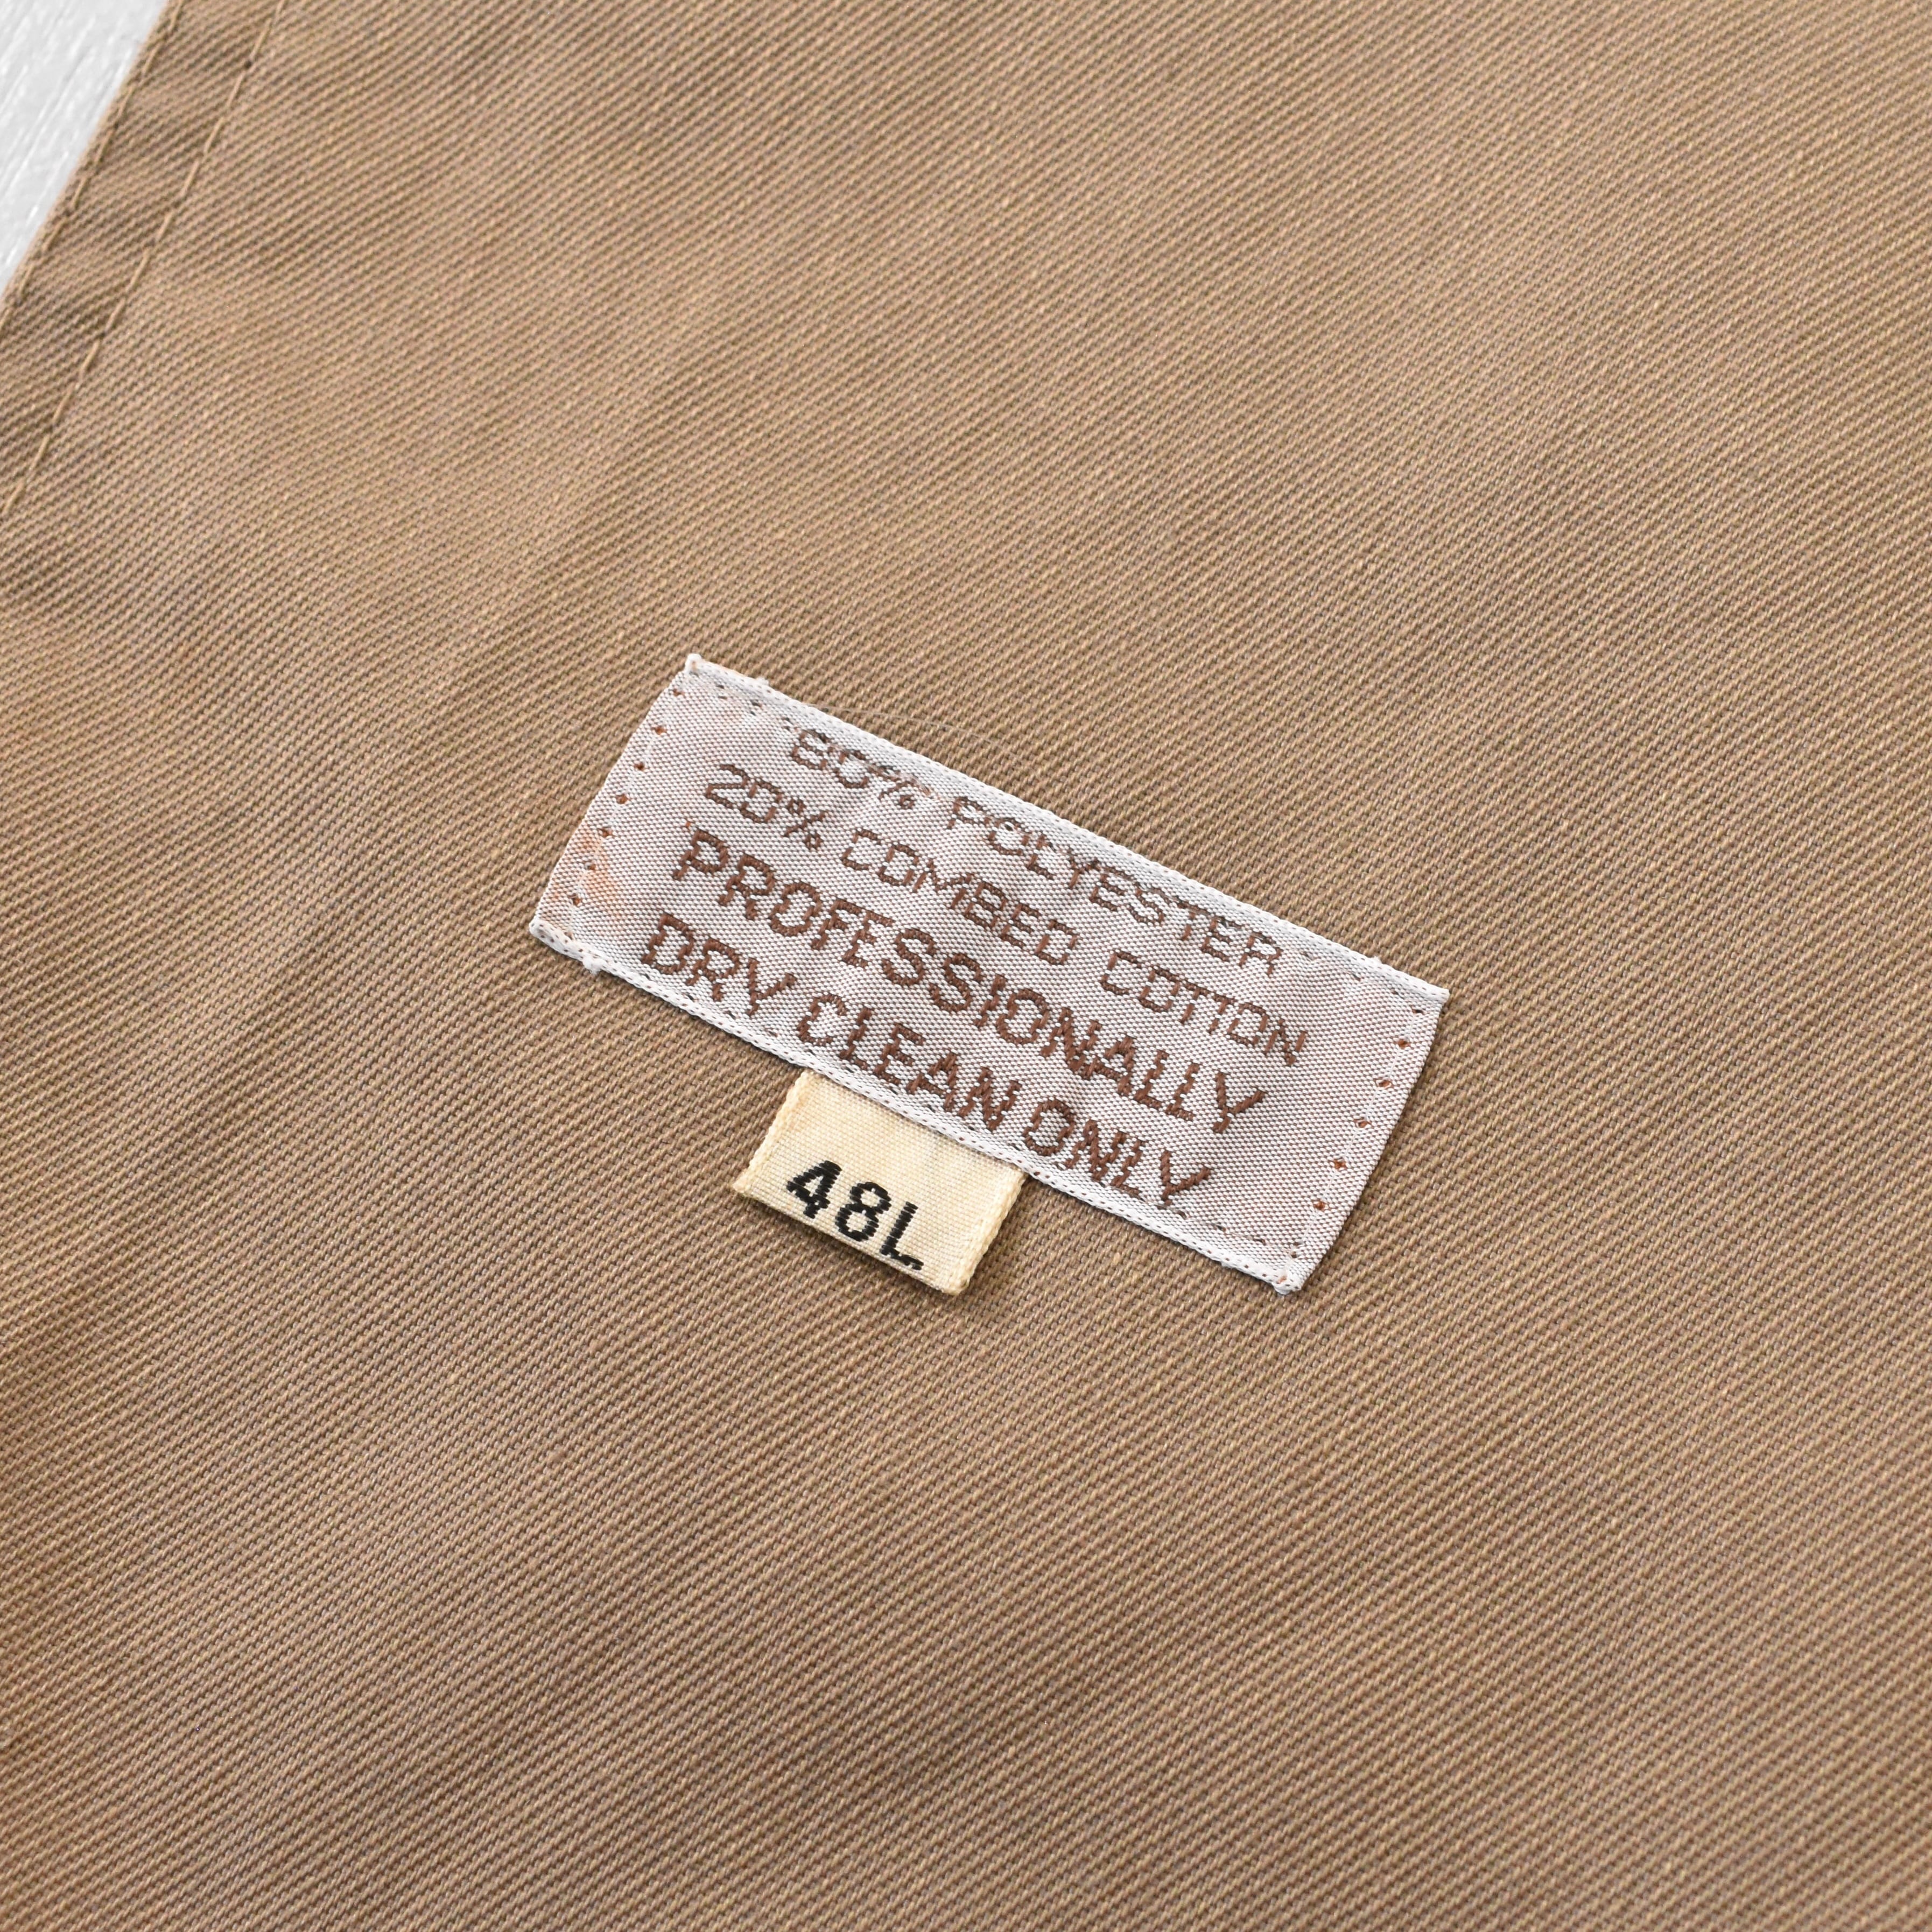 80% POLYESTER
20% COMBED COTTON
PROFESSIONALLY
DRY CLEAN ONLY
48L